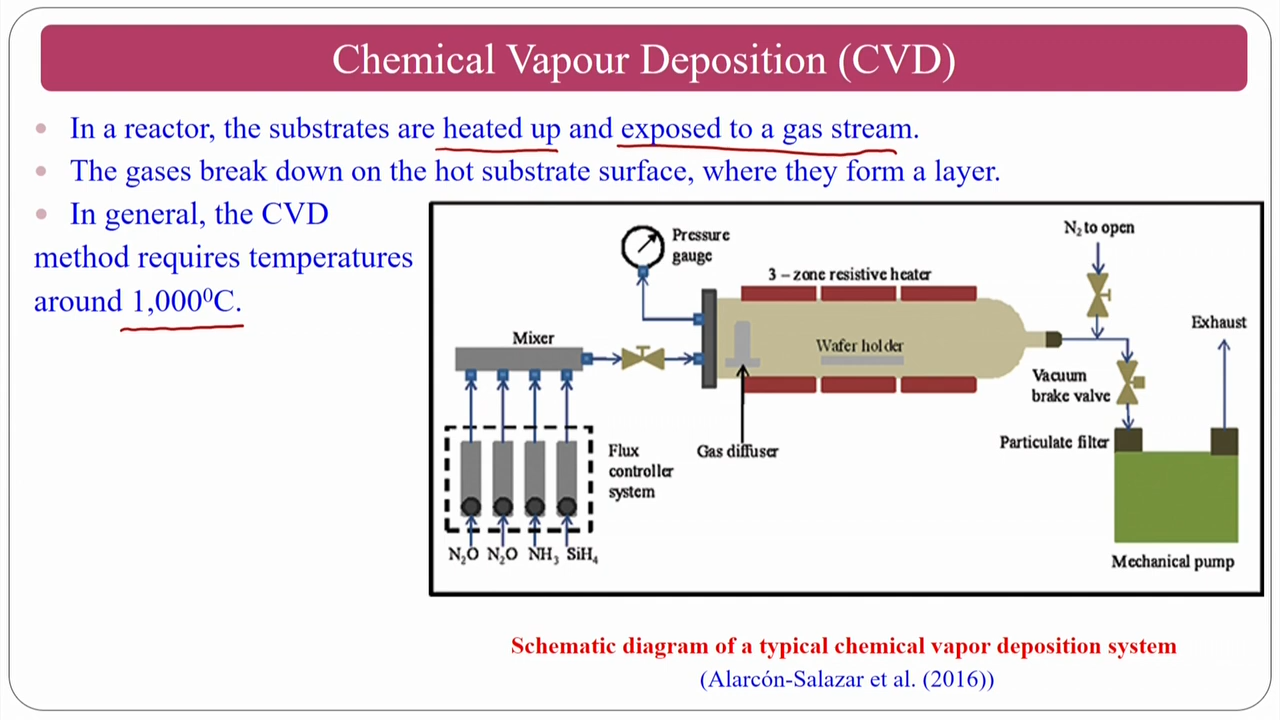 Chemical Vapour Deposition (CVD)
• In a reactor, the substrates are heated up and exposed to a gas stream.
• The gases break down on the hot substrate surface, where they form a layer.
• In general, the CVD
method requires temperatures
around 1,000⁰C.
N₂ to open
Pressure
gauge
3 – zone resistive heater
Exhaust
Mixer
Wafer holder
Vacuum
brake valve
Particulate filter
Gas diffuser
Flux
controller
system
N₂O N₂O NH₃ SiH₄
Mechanical pump
Schematic diagram of a typical chemical vapor deposition system
(Alarcón-Salazar et al. (2016))